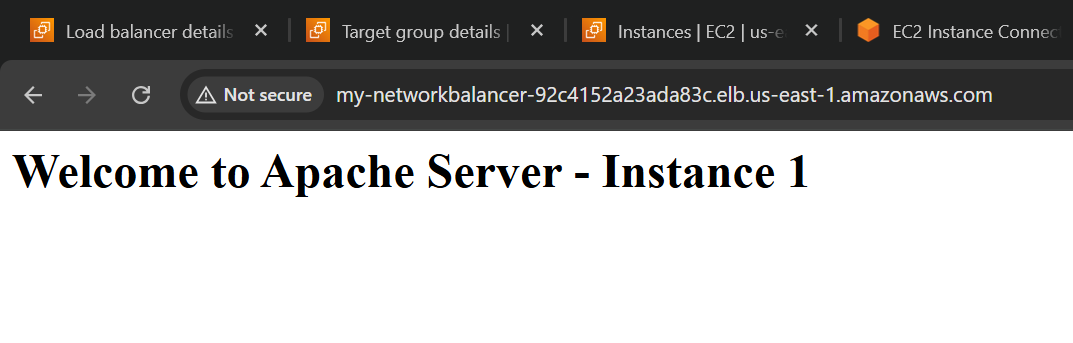 Load balancer details
Target group details |
Instances | EC2 | us-ea
EC2 Instance Connect
Not secure
my-networkbalancer-92c4152a23ada83c.elb.us-east-1.amazonaws.com
Welcome to Apache Server - Instance 1